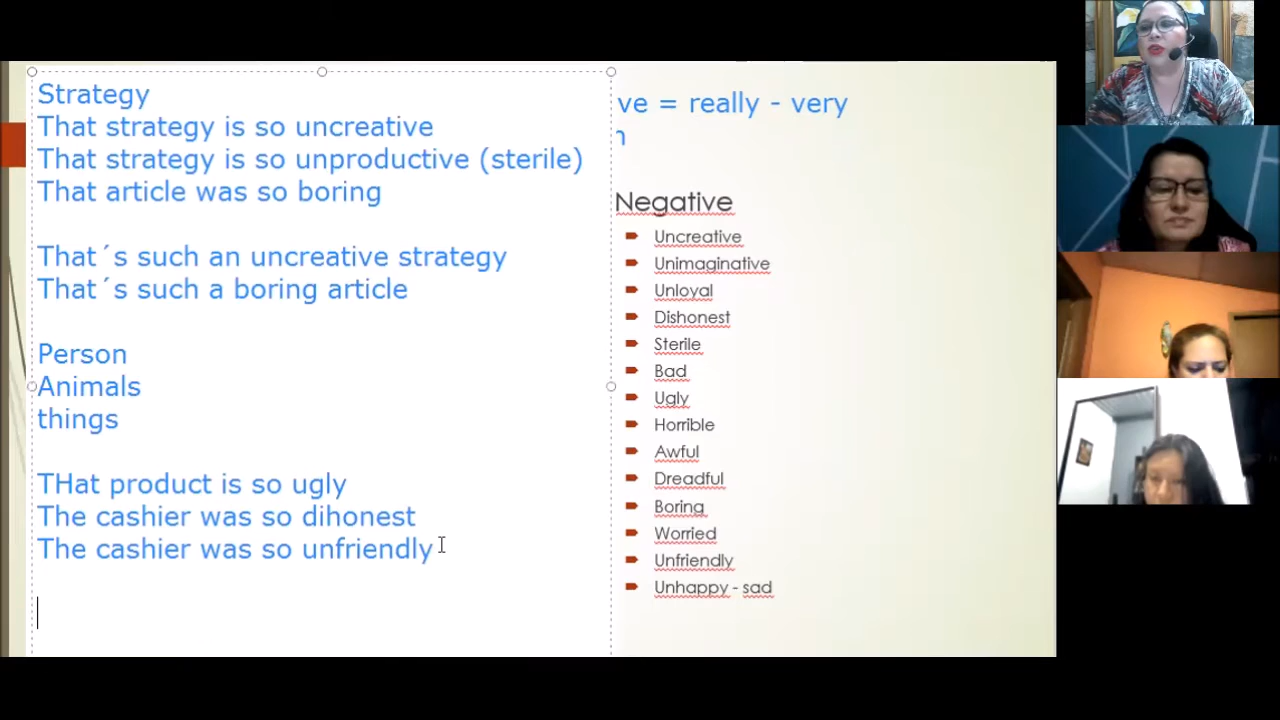 Strategy
That strategy is so uncreative
That strategy is so unproductive (sterile)
That article was so boring
That´s such an uncreative strategy
That´s such a boring article
Person
Animals
things
THat product is so ugly
The cashier was so dihonest
The cashier was so unfriendly
ve = really - very
n
Negative
Uncreative
Unimaginative
Unloyal
Dishonest
Sterile
Bad
Ugly
Horrible
Awful
Dreadful
Boring
Worried
Unfriendly
Unhappy - sad